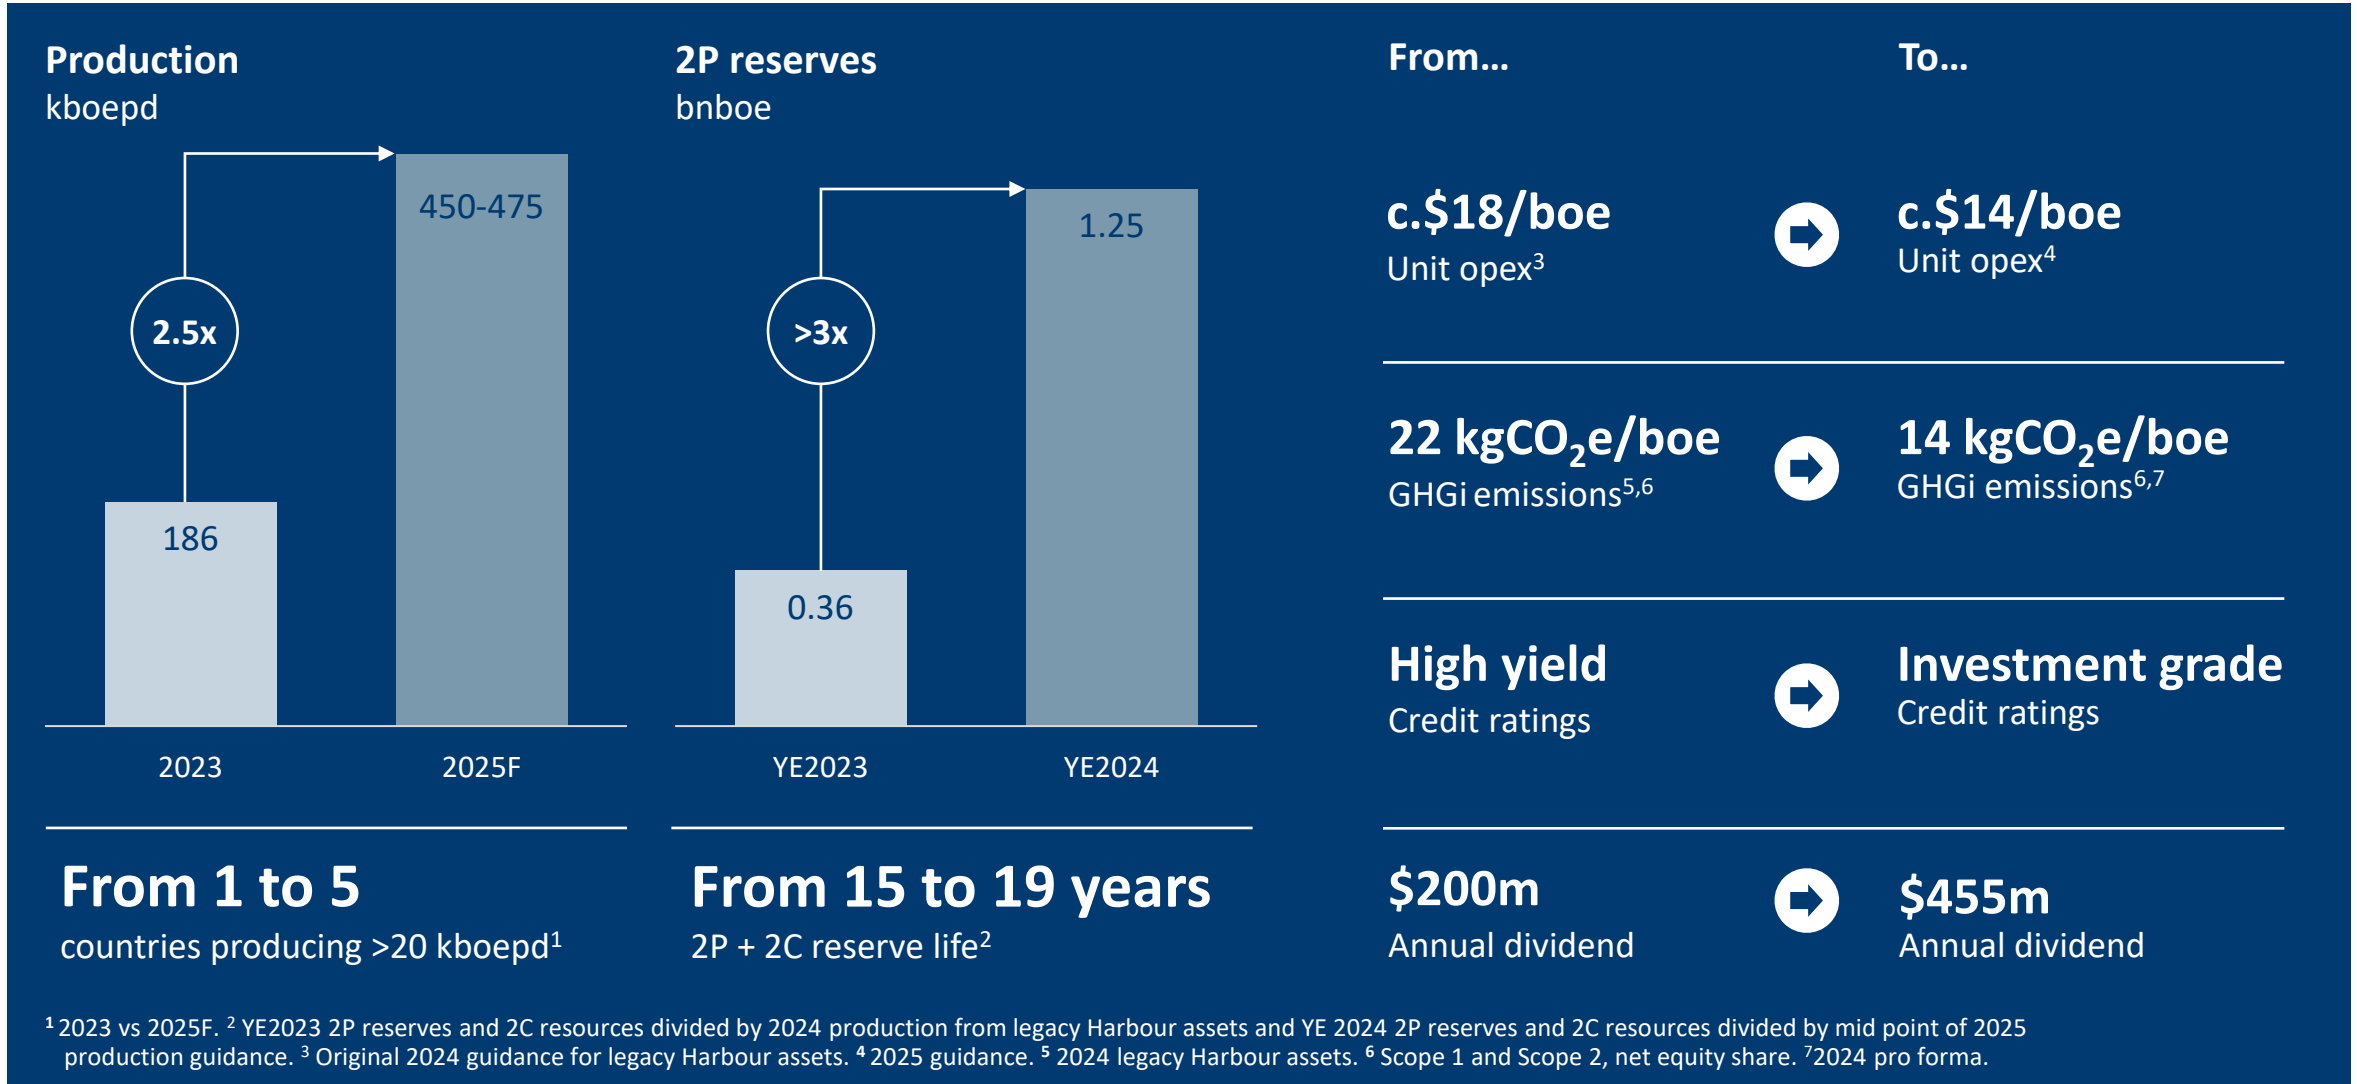 Production
kboepd
450-475
2.5x
186
2023
2025F
From 1 to 5
countries producing >20 kboepd¹
2P reserves
bnboe
1.25
>3x
0.36
YE2023
YE2024
From 15 to 19 years
2P + 2C reserve life²
From…
To…
c.$18/boe
Unit opex³
c.$14/boe
Unit opex⁴
22 kgCO₂e/boe
GHGi emissions⁵,⁶
14 kgCO₂e/boe
GHGi emissions⁶,⁷
High yield
Credit ratings
Investment grade
Credit ratings
$200m
Annual dividend
$455m
Annual dividend
¹ 2023 vs 2025F. ² YE2023 2P reserves and 2C resources divided by 2024 production from legacy Harbour assets and YE 2024 2P reserves and 2C resources divided by mid point of 2025
production guidance. ³ Original 2024 guidance for legacy Harbour assets. ⁴ 2025 guidance. ⁵ 2024 legacy Harbour assets. ⁶ Scope 1 and Scope 2, net equity share. ⁷2024 pro forma.